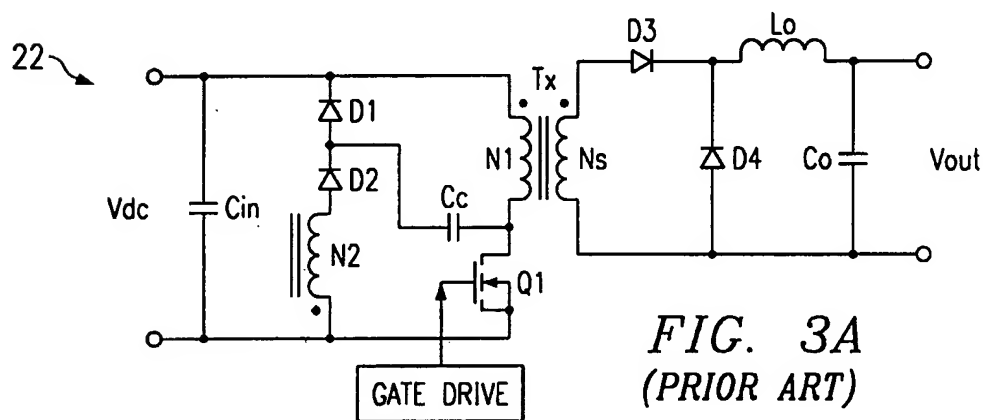 22
Vdc
Cin
D1
D2
N2
Cc
N1
Tx
Ns
Q1
GATE DRIVE
D3
D4
Lo
Co
Vout
FIG. 3A
(PRIOR ART)